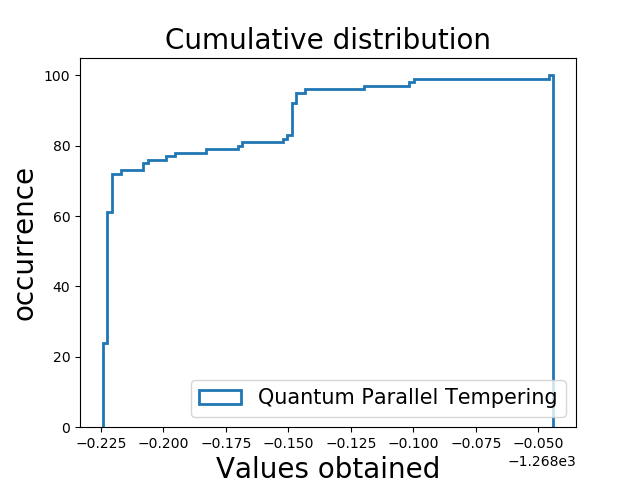 Cumulative distribution
occurrence
100
80
60
40
20
0
Quantum Parallel Tempering
−0.225 −0.200 −0.175 −0.150 −0.125 −0.100 −0.075 −0.050
−1.268e3
Values obtained